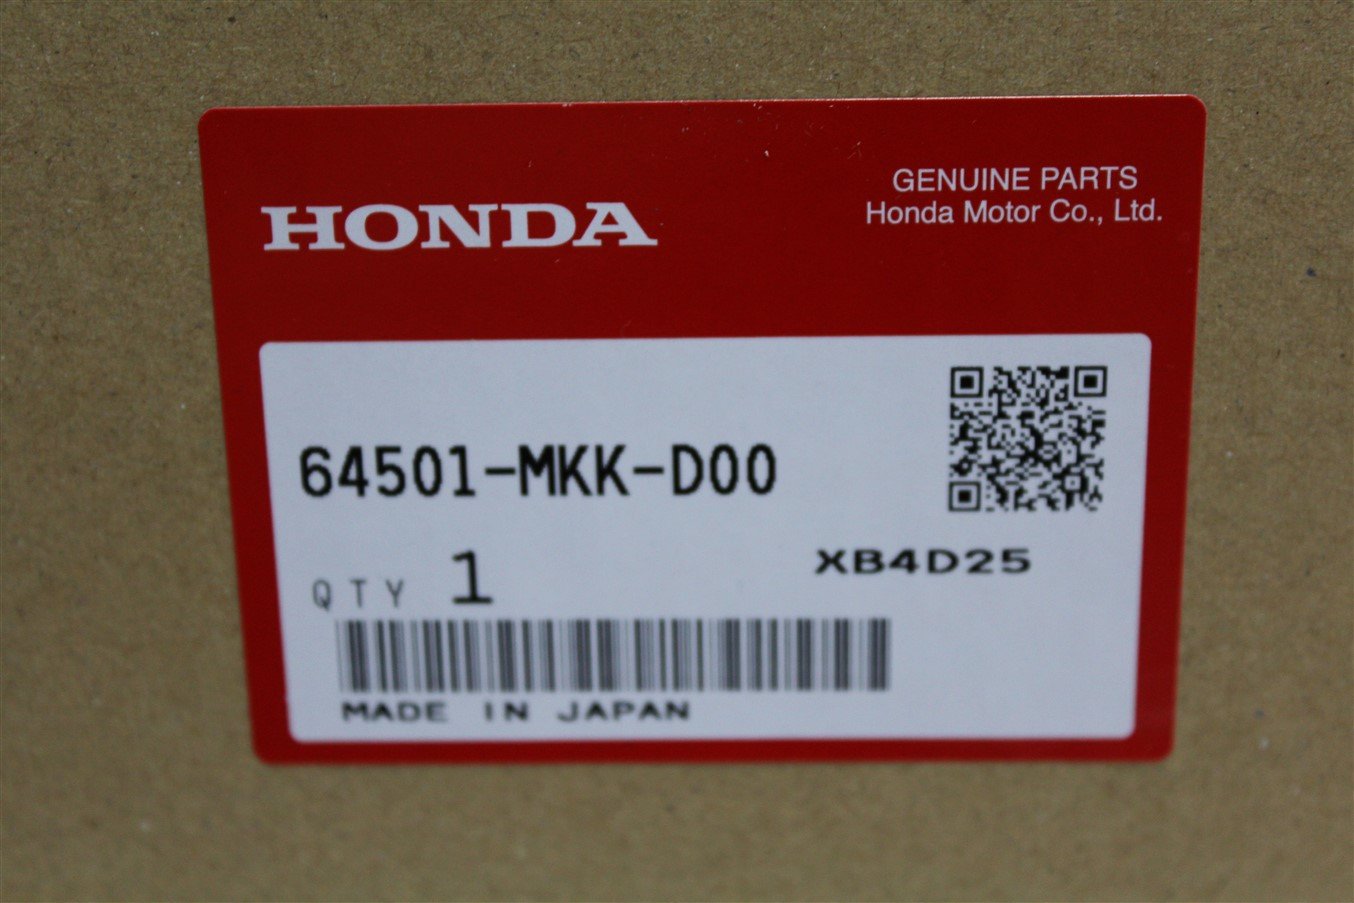 HONDA
GENUINE PARTS
Honda Motor Co., Ltd.
64501-MKK-D00
QTY 1
XB4D25
MADE IN JAPAN